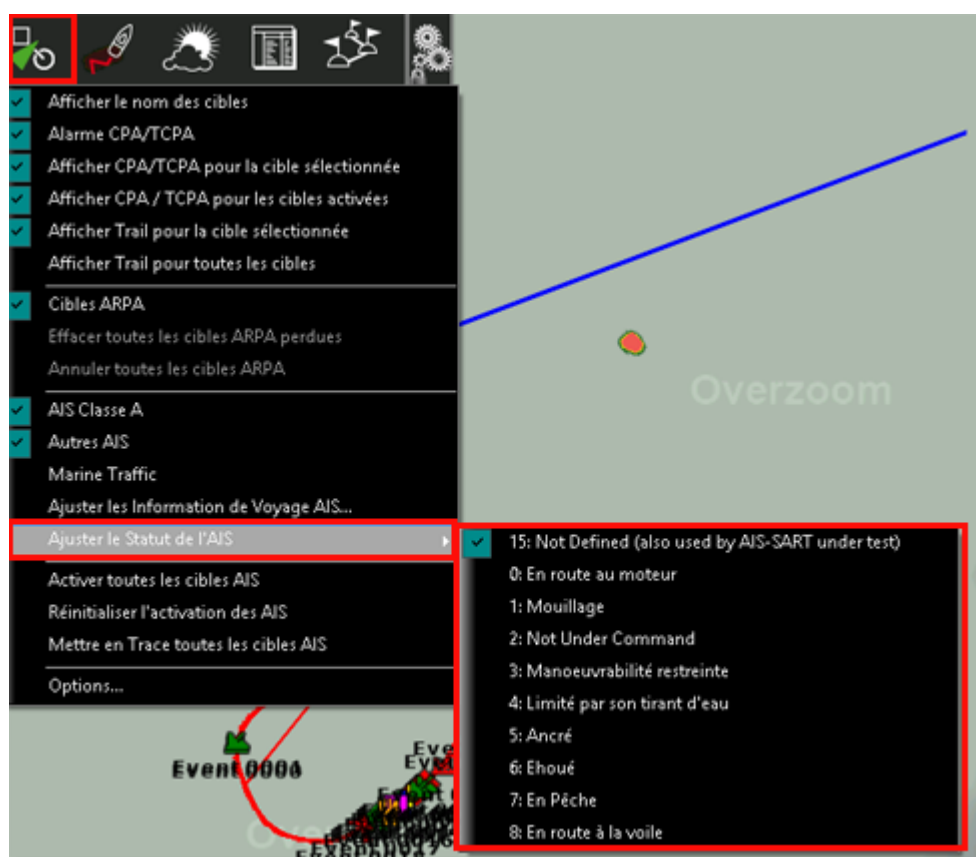 Afficher le nom des cibles
Alarme CPA/TCPA
Afficher CPA/TCPA pour la cible sélectionnée
Afficher CPA / TCPA pour les cibles activées
Afficher Trail pour la cible sélectionnée
Afficher Trail pour toutes les cibles
Cibles ARPA
Effacer toutes les cibles ARPA perdues
Annuler toutes les cibles ARPA
Overzoom
AIS Classe A
Autres AIS
Marine Traffic
Ajuster les Information de Voyage AIS...
Ajuster le Statut de l'AIS
15: Not Defined (also used by AIS-SART under test)
0: En route au moteur
1: Mouillage
2: Not Under Command
3: Manoeuvrabilité restreinte
4: Limité par son tirant d'eau
5: Ancré
6: Ehoué
7: En Pêche
8: En route à la voile
Activer toutes les cibles AIS
Réinitialiser l'activation des AIS
Mettre en Trace toutes les cibles AIS
Options...